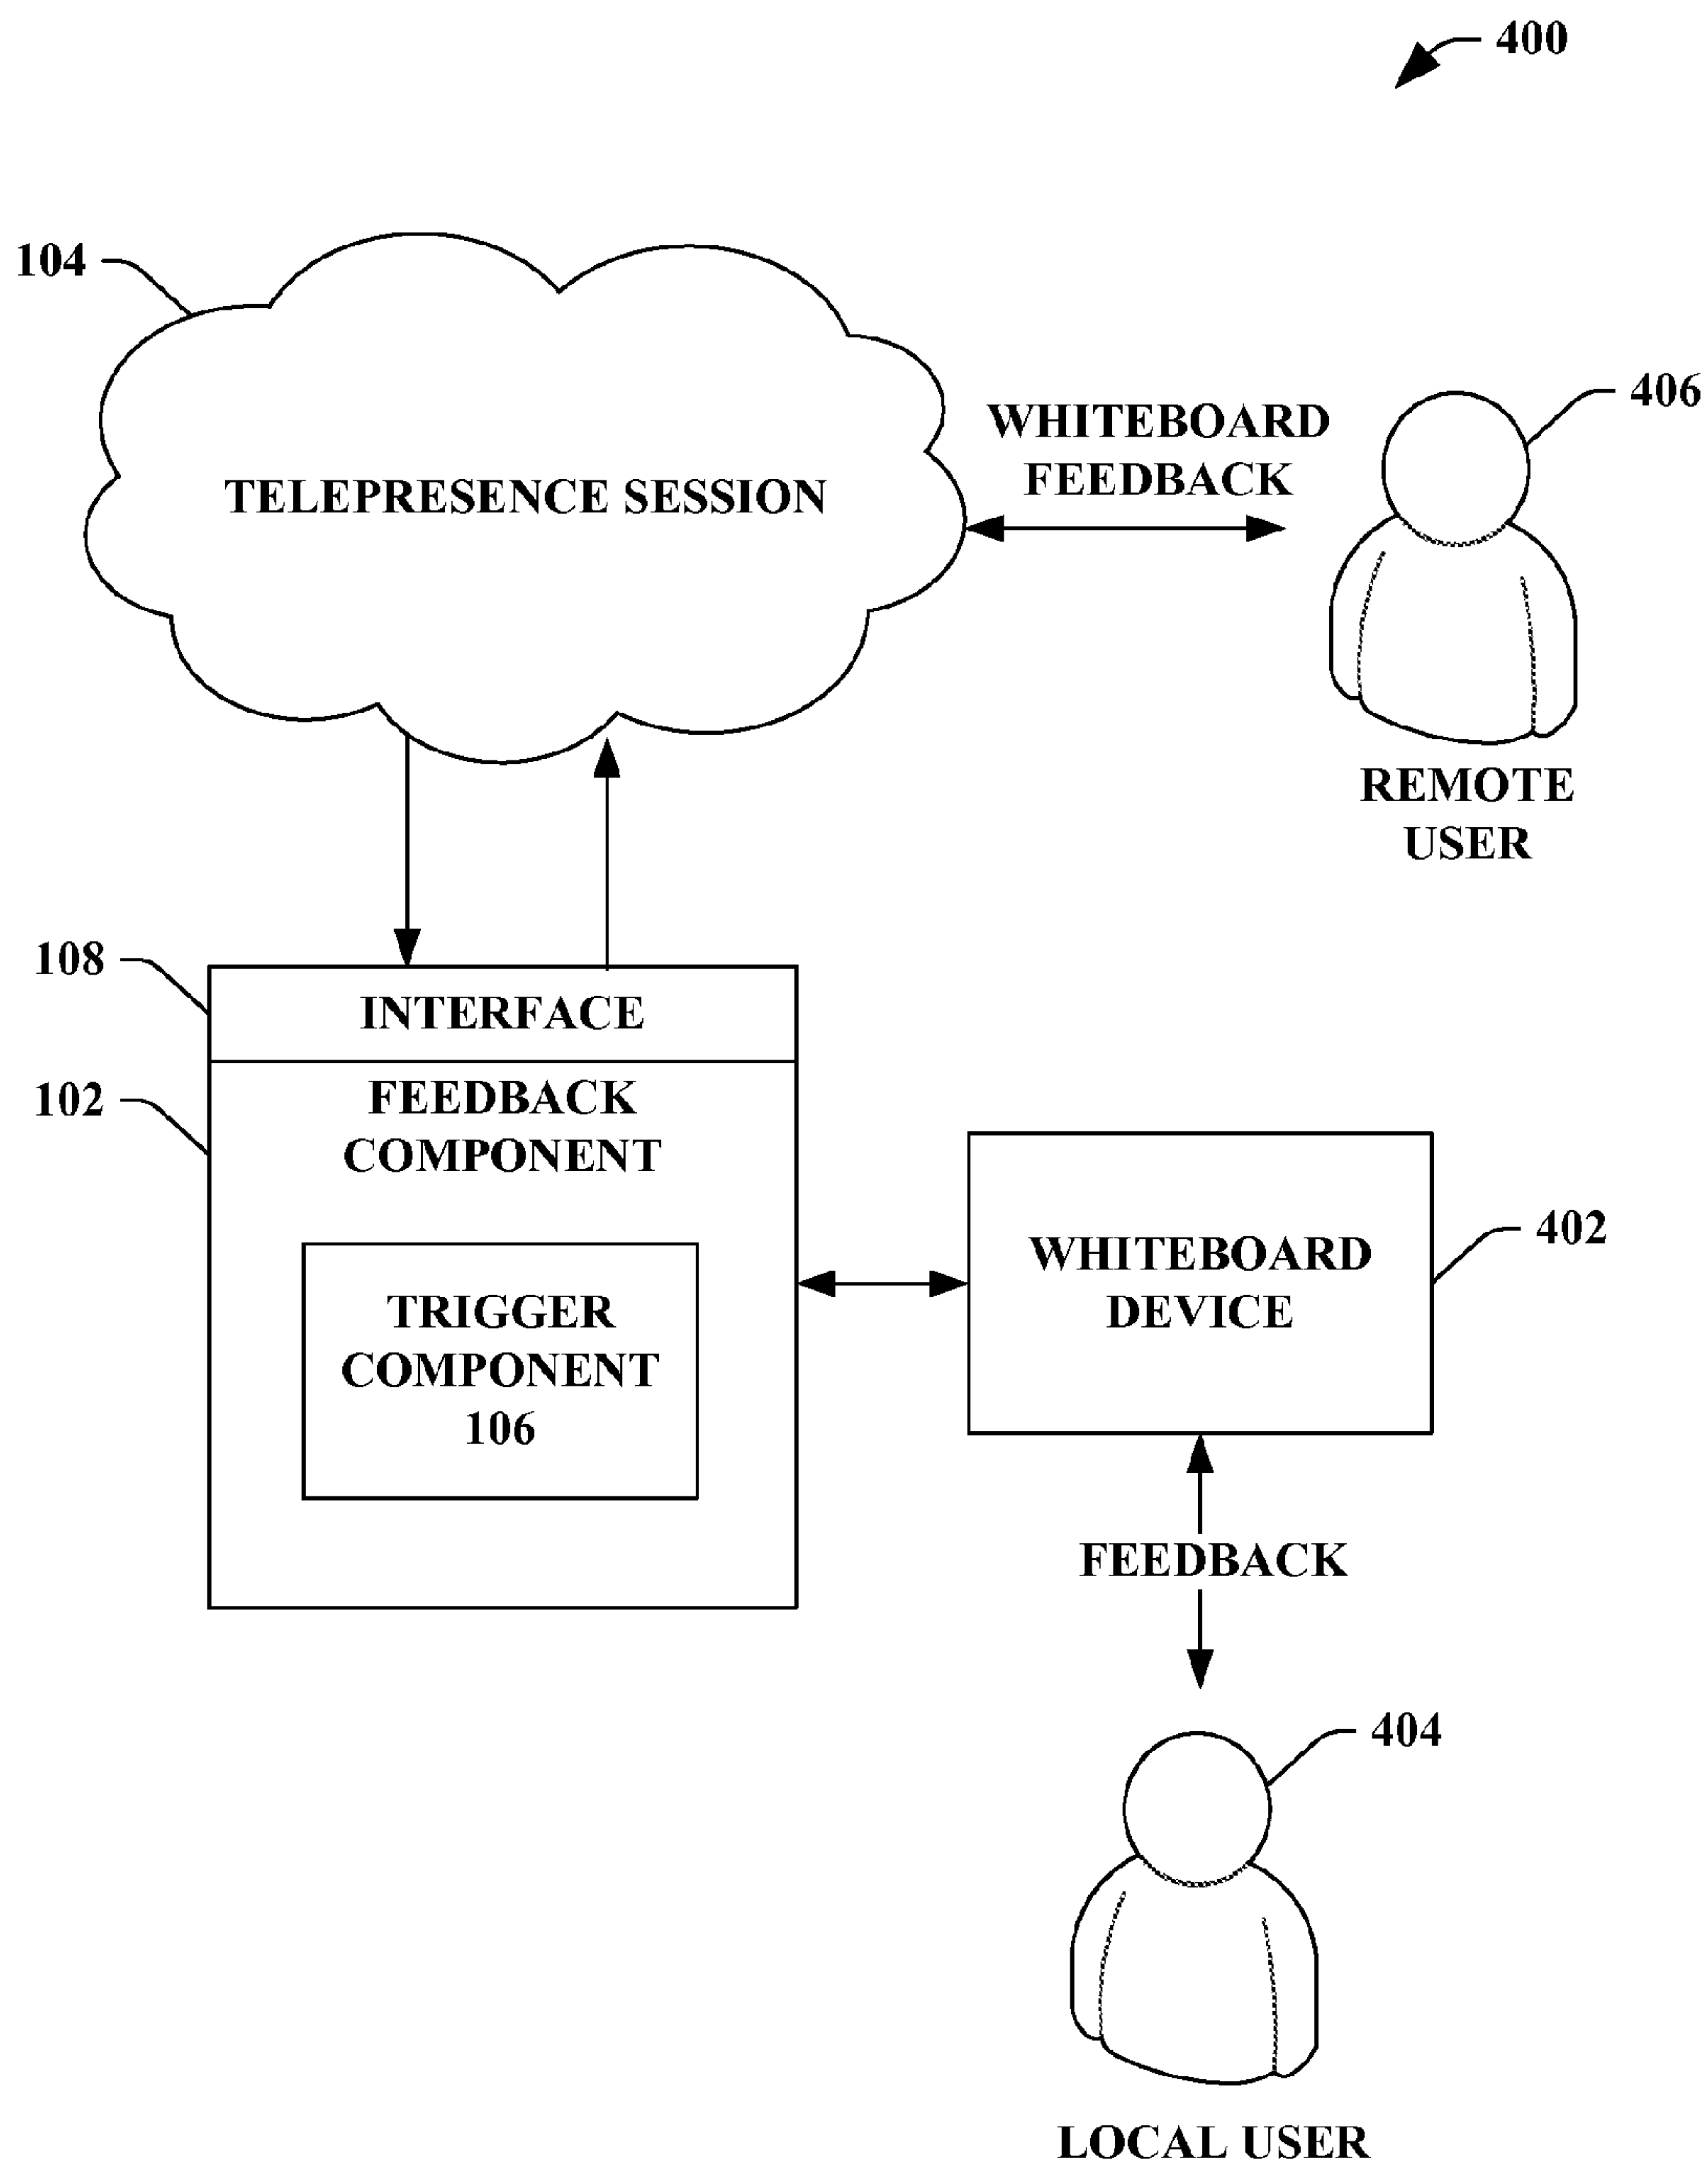 400
104
TELEPRESENCE SESSION
WHITEBOARD
FEEDBACK
406
REMOTE
USER
108
INTERFACE
102
FEEDBACK
COMPONENT
TRIGGER
COMPONENT
106
WHITEBOARD
DEVICE
402
FEEDBACK
404
LOCAL USER